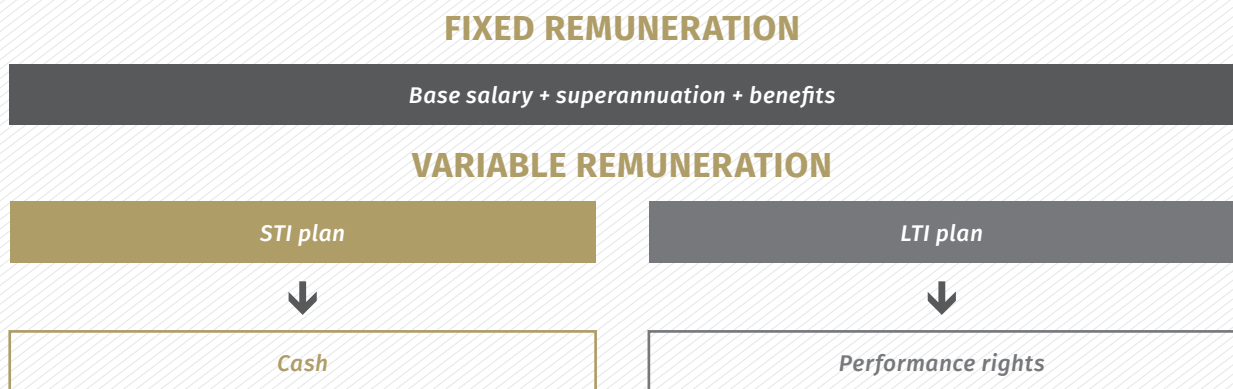 FIXED REMUNERATION
Base salary + superannuation + benefits
VARIABLE REMUNERATION
STI plan
LTI plan
Cash
Performance rights